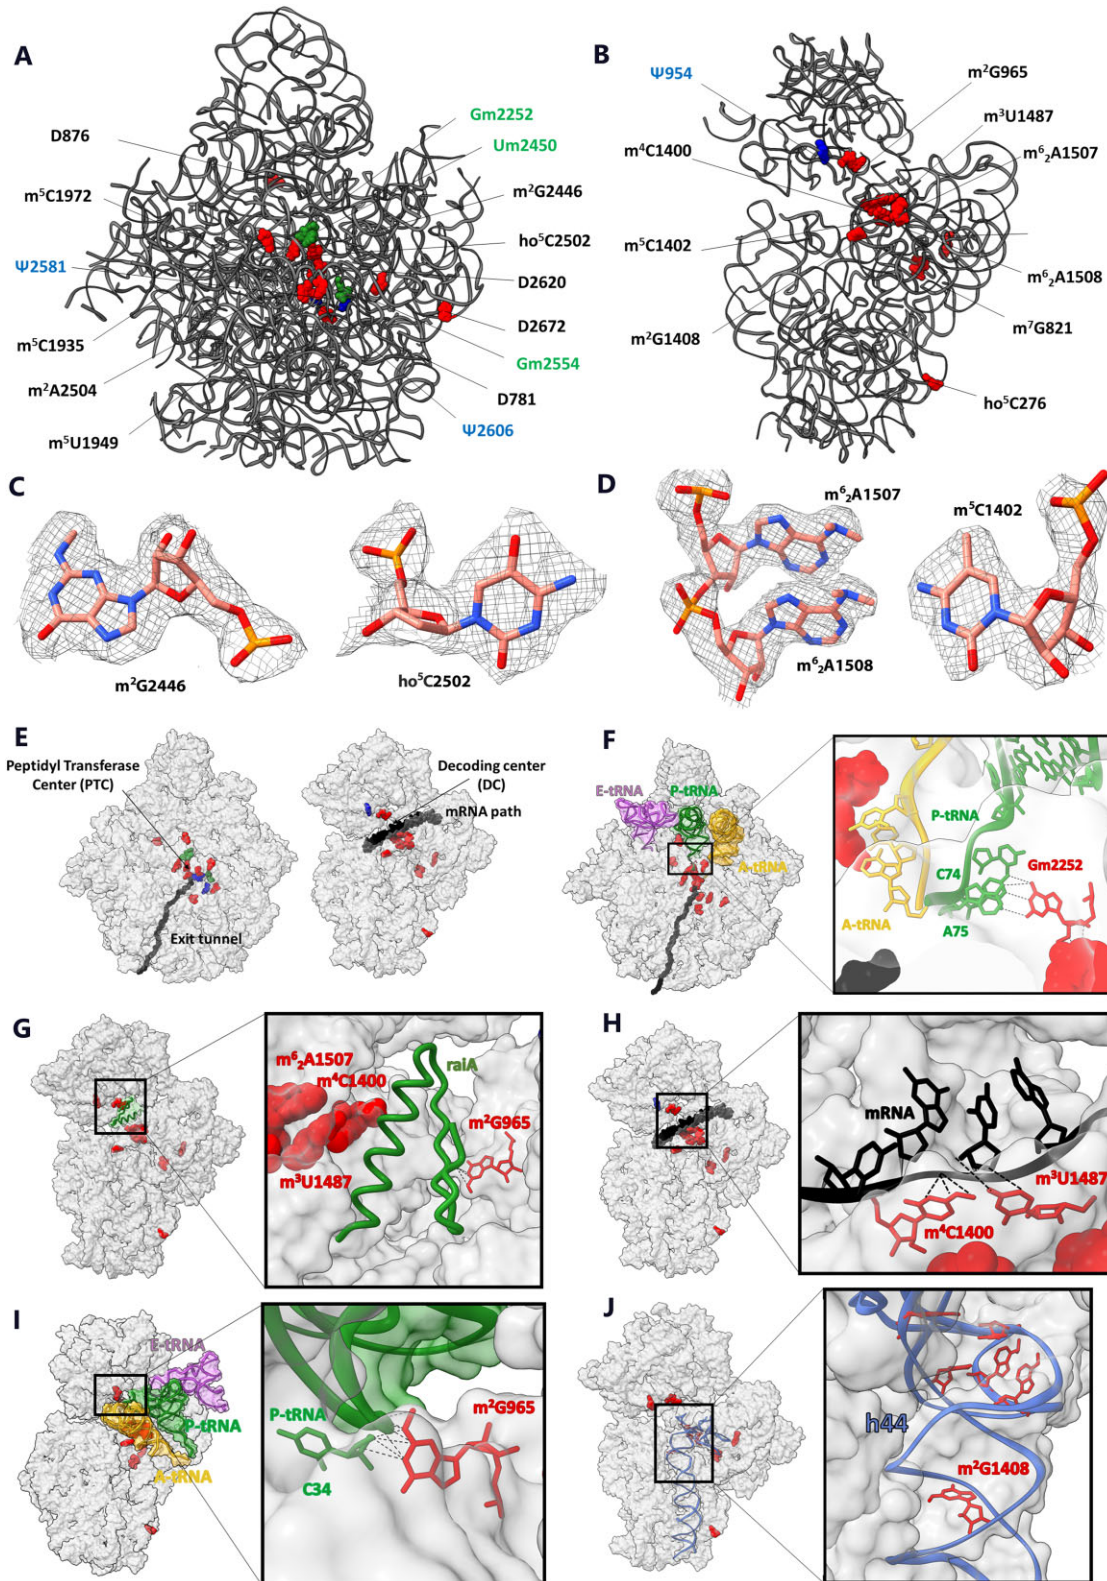 A
Gm2252
Um2450
D876
m⁵C1972
m²G2446
ho⁵C2502
Ψ2581
D2620
D2672
m⁵C1935
Gm2554
m²A2504
D781
m⁵U1949
Ψ2606
B
Ψ954
m²G965
m³U1487
m⁴C1400
m⁶₂A1507
m⁵C1402
m⁶₂A1508
m²G1408
m⁷G821
ho⁵C276
C
m²G2446
ho⁵C2502
D
m⁶₂A1507
m⁶₂A1508
m⁵C1402
E
Peptidyl Transferase
Center (PTC)
Exit tunnel
Decoding center
(DC)
mRNA path
F
E-tRNA
P-tRNA
A-tRNA
P-tRNA
C74
Gm2252
A-tRNA
A75
G
m⁶₂A1507
m⁴C1400
raiA
m²G965
m³U1487
H
mRNA
m³U1487
m⁴C1400
I
E-tRNA
P-tRNA
A-tRNA
P-tRNA
m²G965
C34
J
h44
m²G1408